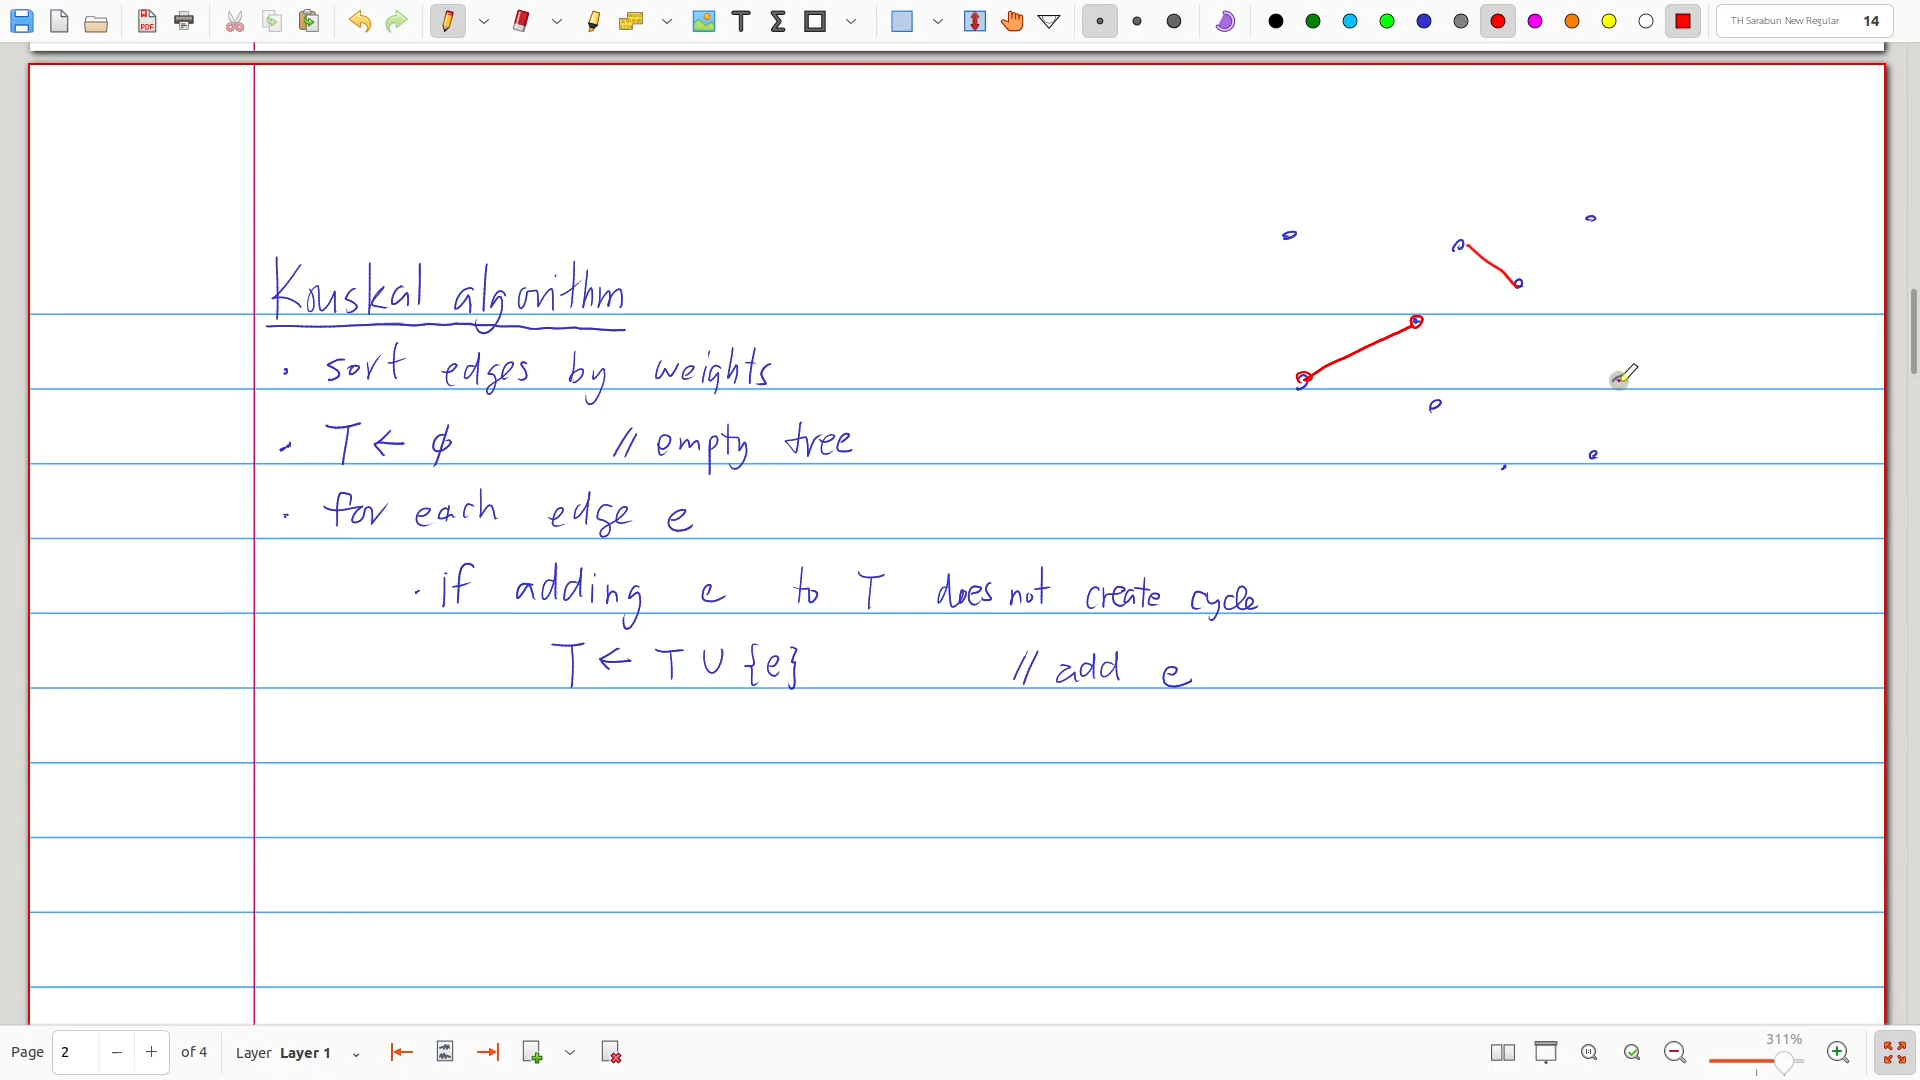 TH Sarabun New Regular 14
Kruskal algorithm
· sort edges by weights
· T ← ϕ // empty tree
· for each edge e
· if adding e to T does not create cycle
T ← T ∪ {e} // add e
Page 2 − + of 4 Layer Layer 1 311%